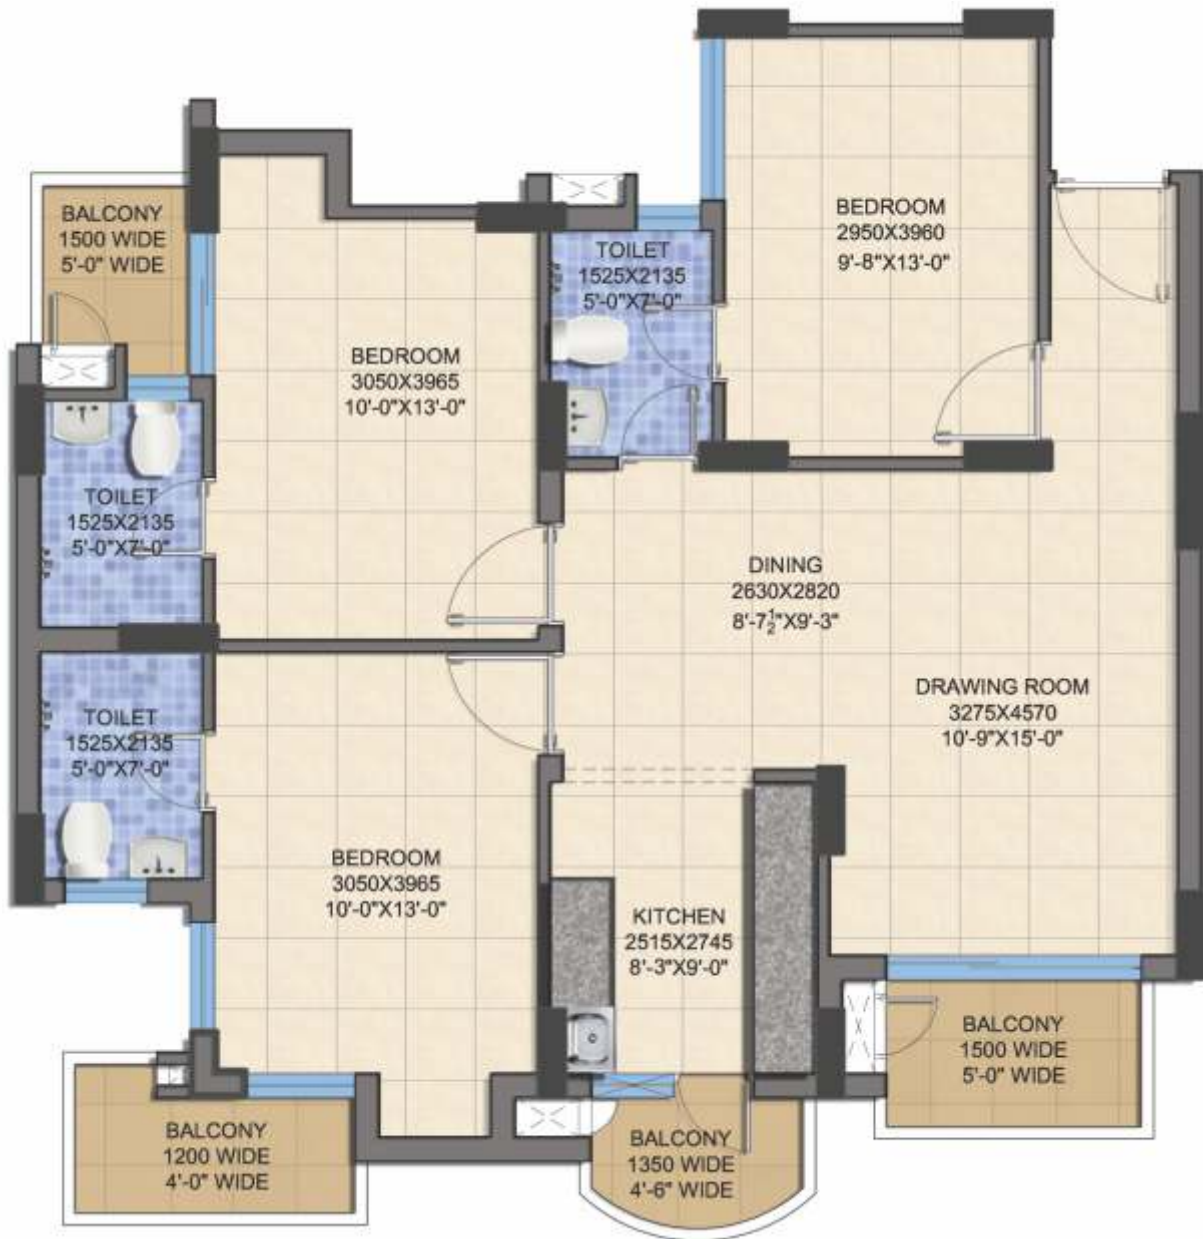 BALCONY
1500 WIDE
5'-0" WIDE
BEDROOM
2950X3960
9'-8"X13'-0"
TOILET
1525X2135
5'-0"X7'-0"
BEDROOM
3050X3965
10'-0"X13'-0"
TOILET
1525X2135
5'-0"X7'-0"
DINING
2630X2820
8'-7½"X9'-3"
DRAWING ROOM
3275X4570
10'-9"X15'-0"
TOILET
1525X2135
5'-0"X7'-0"
BEDROOM
3050X3965
10'-0"X13'-0"
KITCHEN
2515X2745
8'-3"X9'-0"
BALCONY
1500 WIDE
5'-0" WIDE
BALCONY
1200 WIDE
4'-0" WIDE
BALCONY
1350 WIDE
4'-6" WIDE